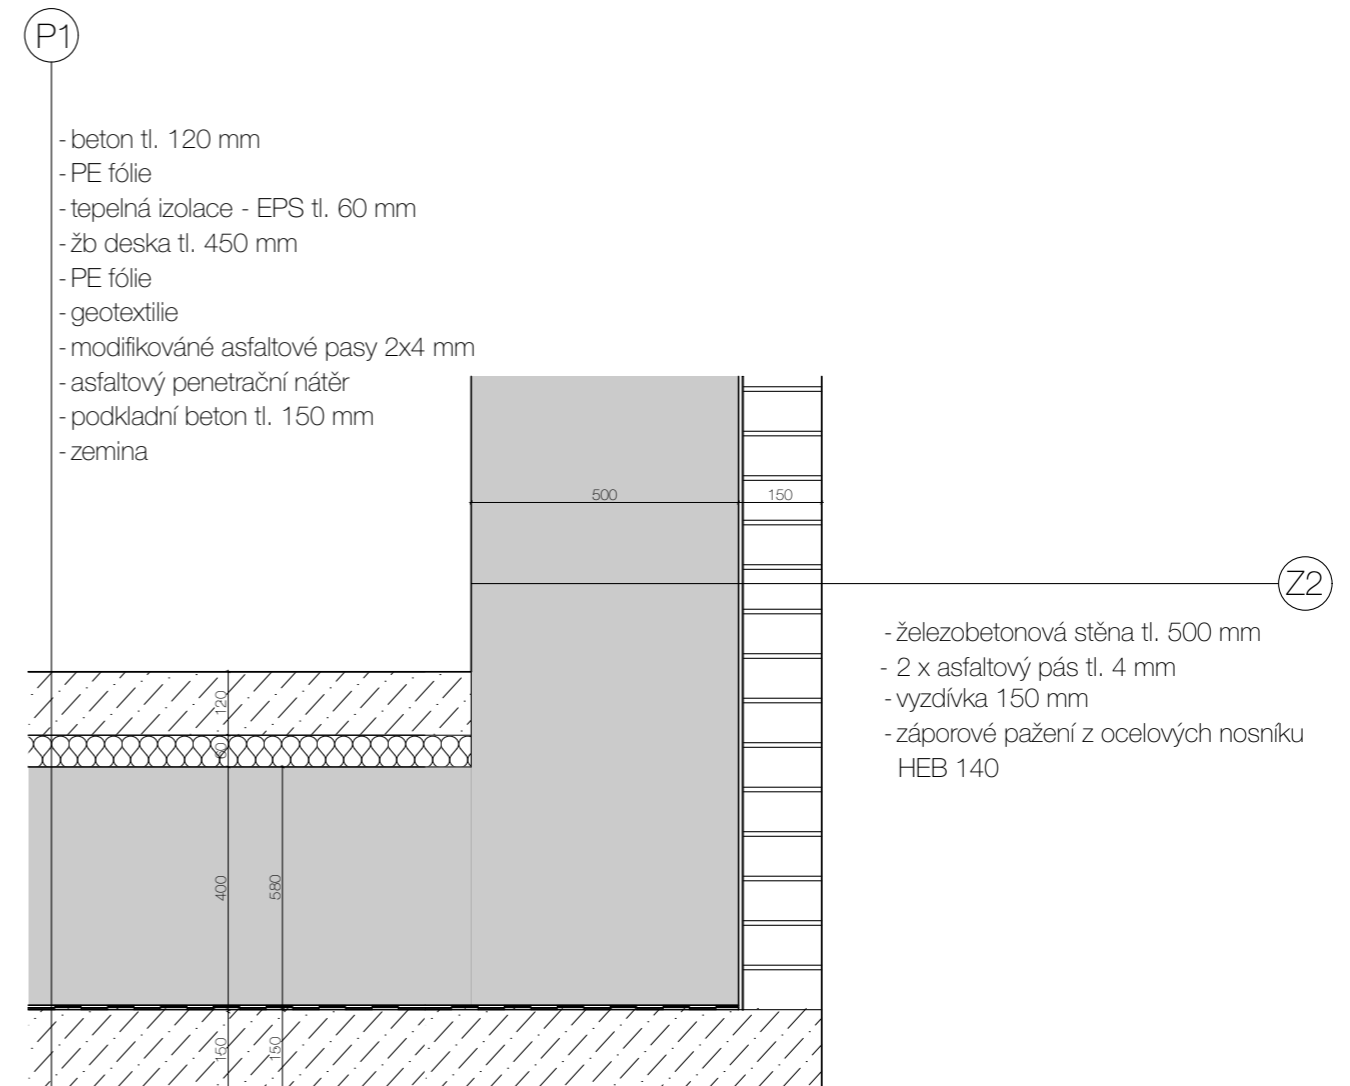 P1
- beton tl. 120 mm
- PE fólie
- tepelná izolace - EPS tl. 60 mm
- žb deska tl. 450 mm
- PE fólie
- geotextilie
- modifikováné asfaltové pasy 2x4 mm
- asfaltový penetrační nátěr
- podkladní beton tl. 150 mm
- zemina
500
150
Z2
- železobetonová stěna tl. 500 mm
- 2 x asfaltový pás tl. 4 mm
- vyzdívka 150 mm
- záporové pažení z ocelových nosníku
HEB 140
120
60
400
580
150
150